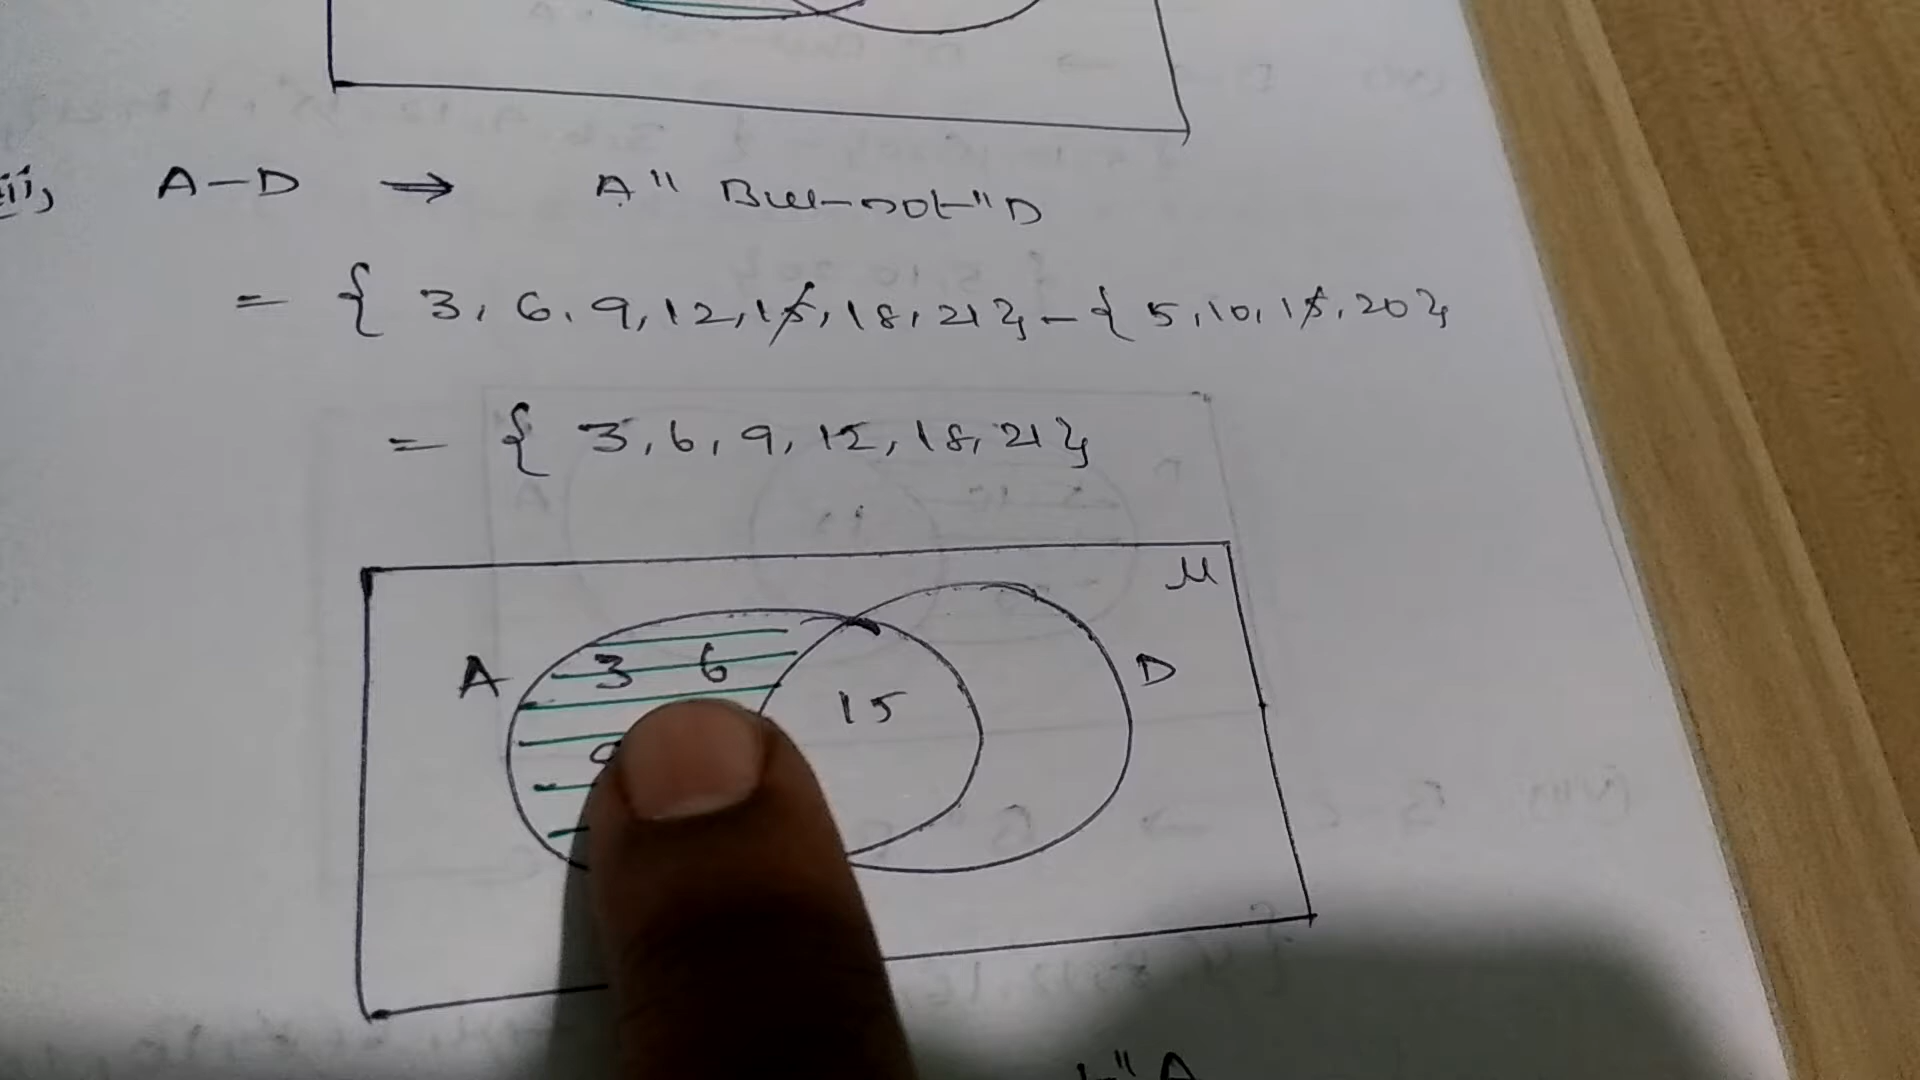 iii, A-D ⇒ A" But-not-"D
= { 3, 6, 9, 12, 15, 18, 21} - { 5, 10, 15, 20}
= { 3, 6, 9, 12, 18, 21}
μ
A 3 6 15 D
9
"A